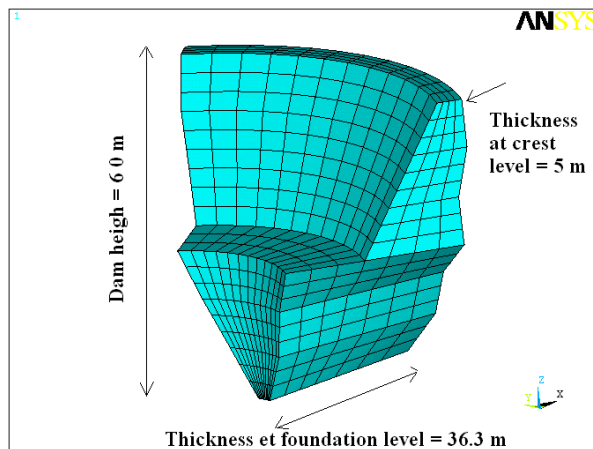 1
ANSYS
Thickness
at crest
level = 5 m
Dam heigh = 6 0 m
Z
Y X
Thickness et foundation level = 36.3 m